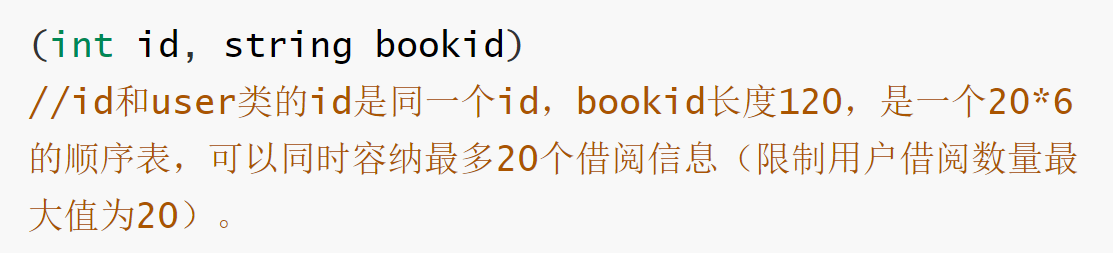 (int id, string bookid)
//id和user类的id是同一个id，bookid长度120，是一个20*6
的顺序表，可以同时容纳最多20个借阅信息（限制用户借阅数量最
大值为20）。